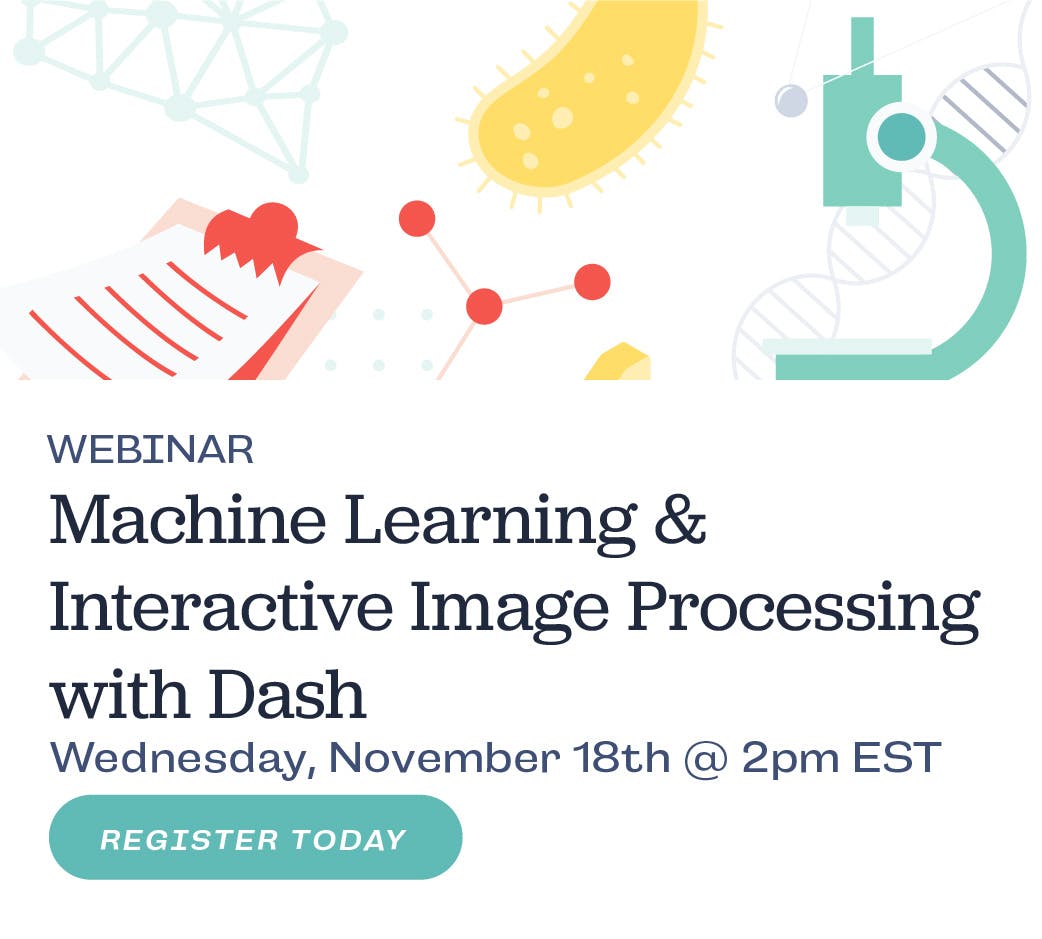 WEBINAR
Machine Learning &
Interactive Image Processing
with Dash
Wednesday, November 18th @ 2pm EST
REGISTER TODAY